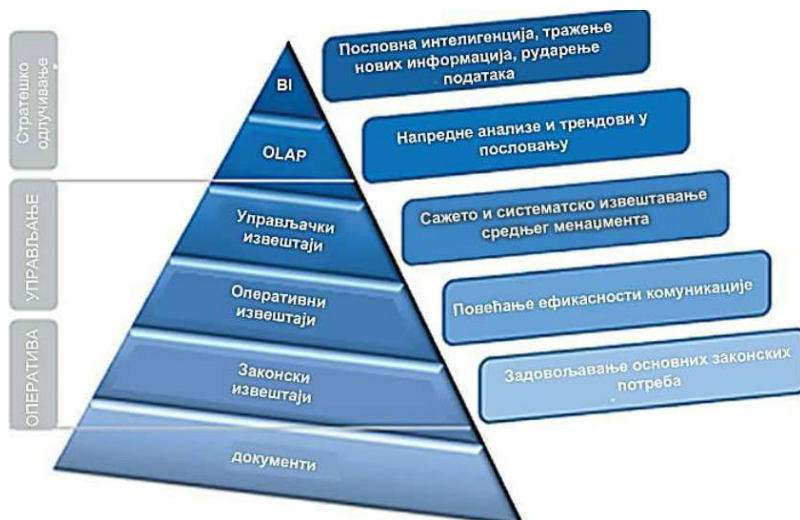 Стратешко
одлучивање
УПРАВЉАЊЕ
ОПЕРАТИВА
BI
OLAP
Управљачки
извештаји
Оперативни
извештаји
Законски
извештаји
документи
Пословна интелигенција, тражење
нових информација, рударење
података
Напредне анализе и трендови у
пословању
Сажето и систематско извештавање
средњег менаџмента
Повећање ефикасности комуникације
Задовољавање основних законских
потреба